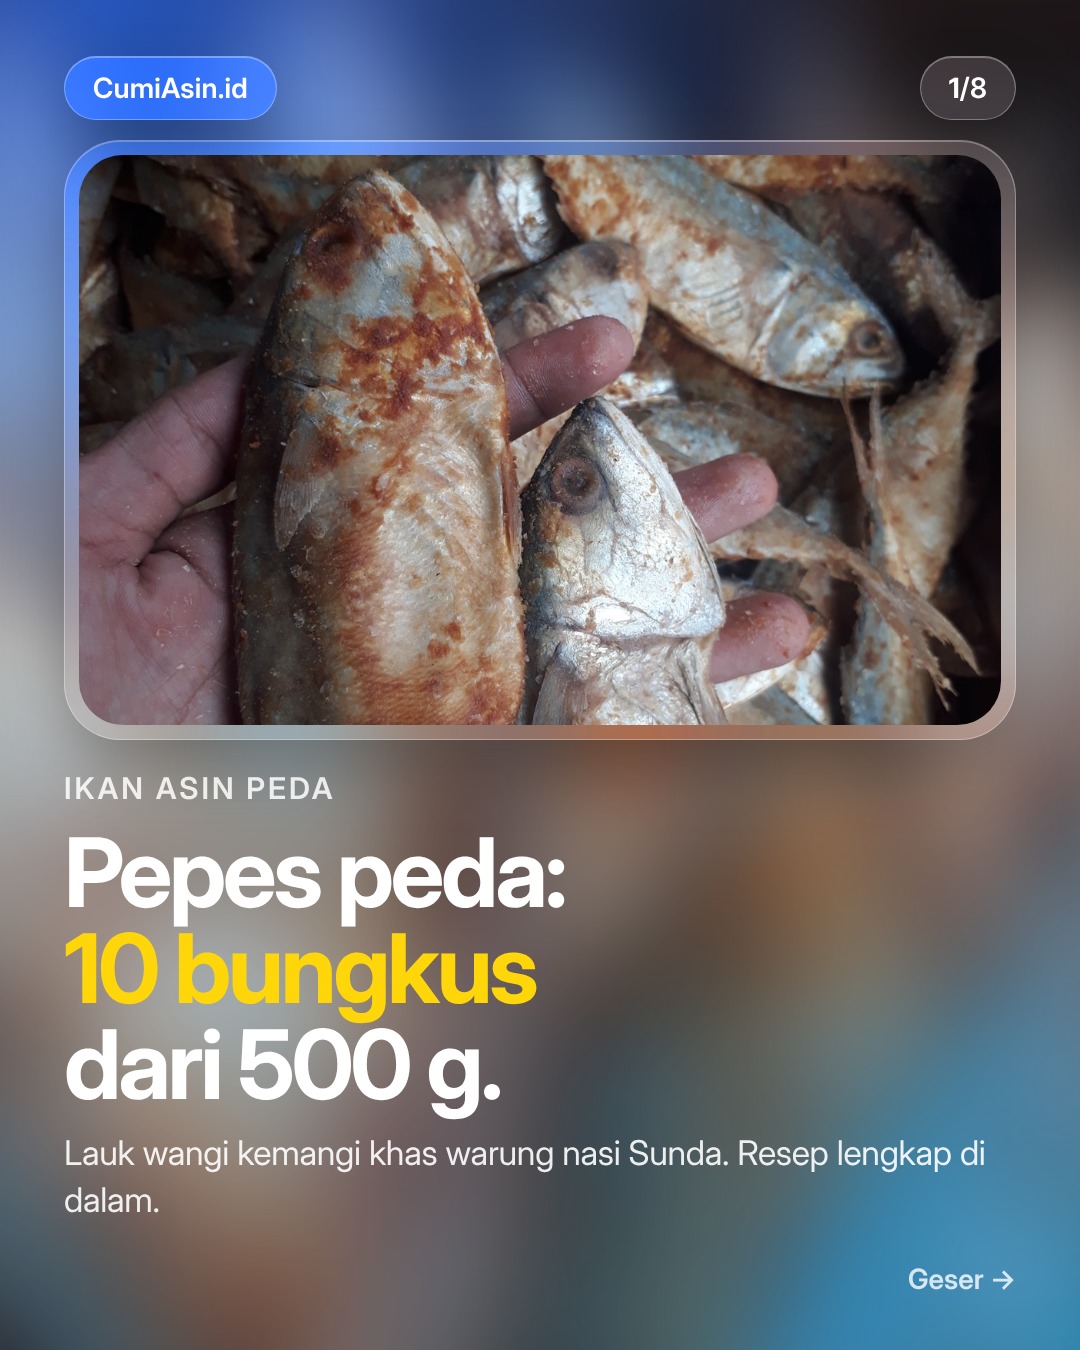 CumiAsin.id
1/8
IKAN ASIN PEDA
Pepes peda:
10 bungkus
dari 500 g.
Lauk wangi kemangi khas warung nasi Sunda. Resep lengkap di
dalam.
Geser →